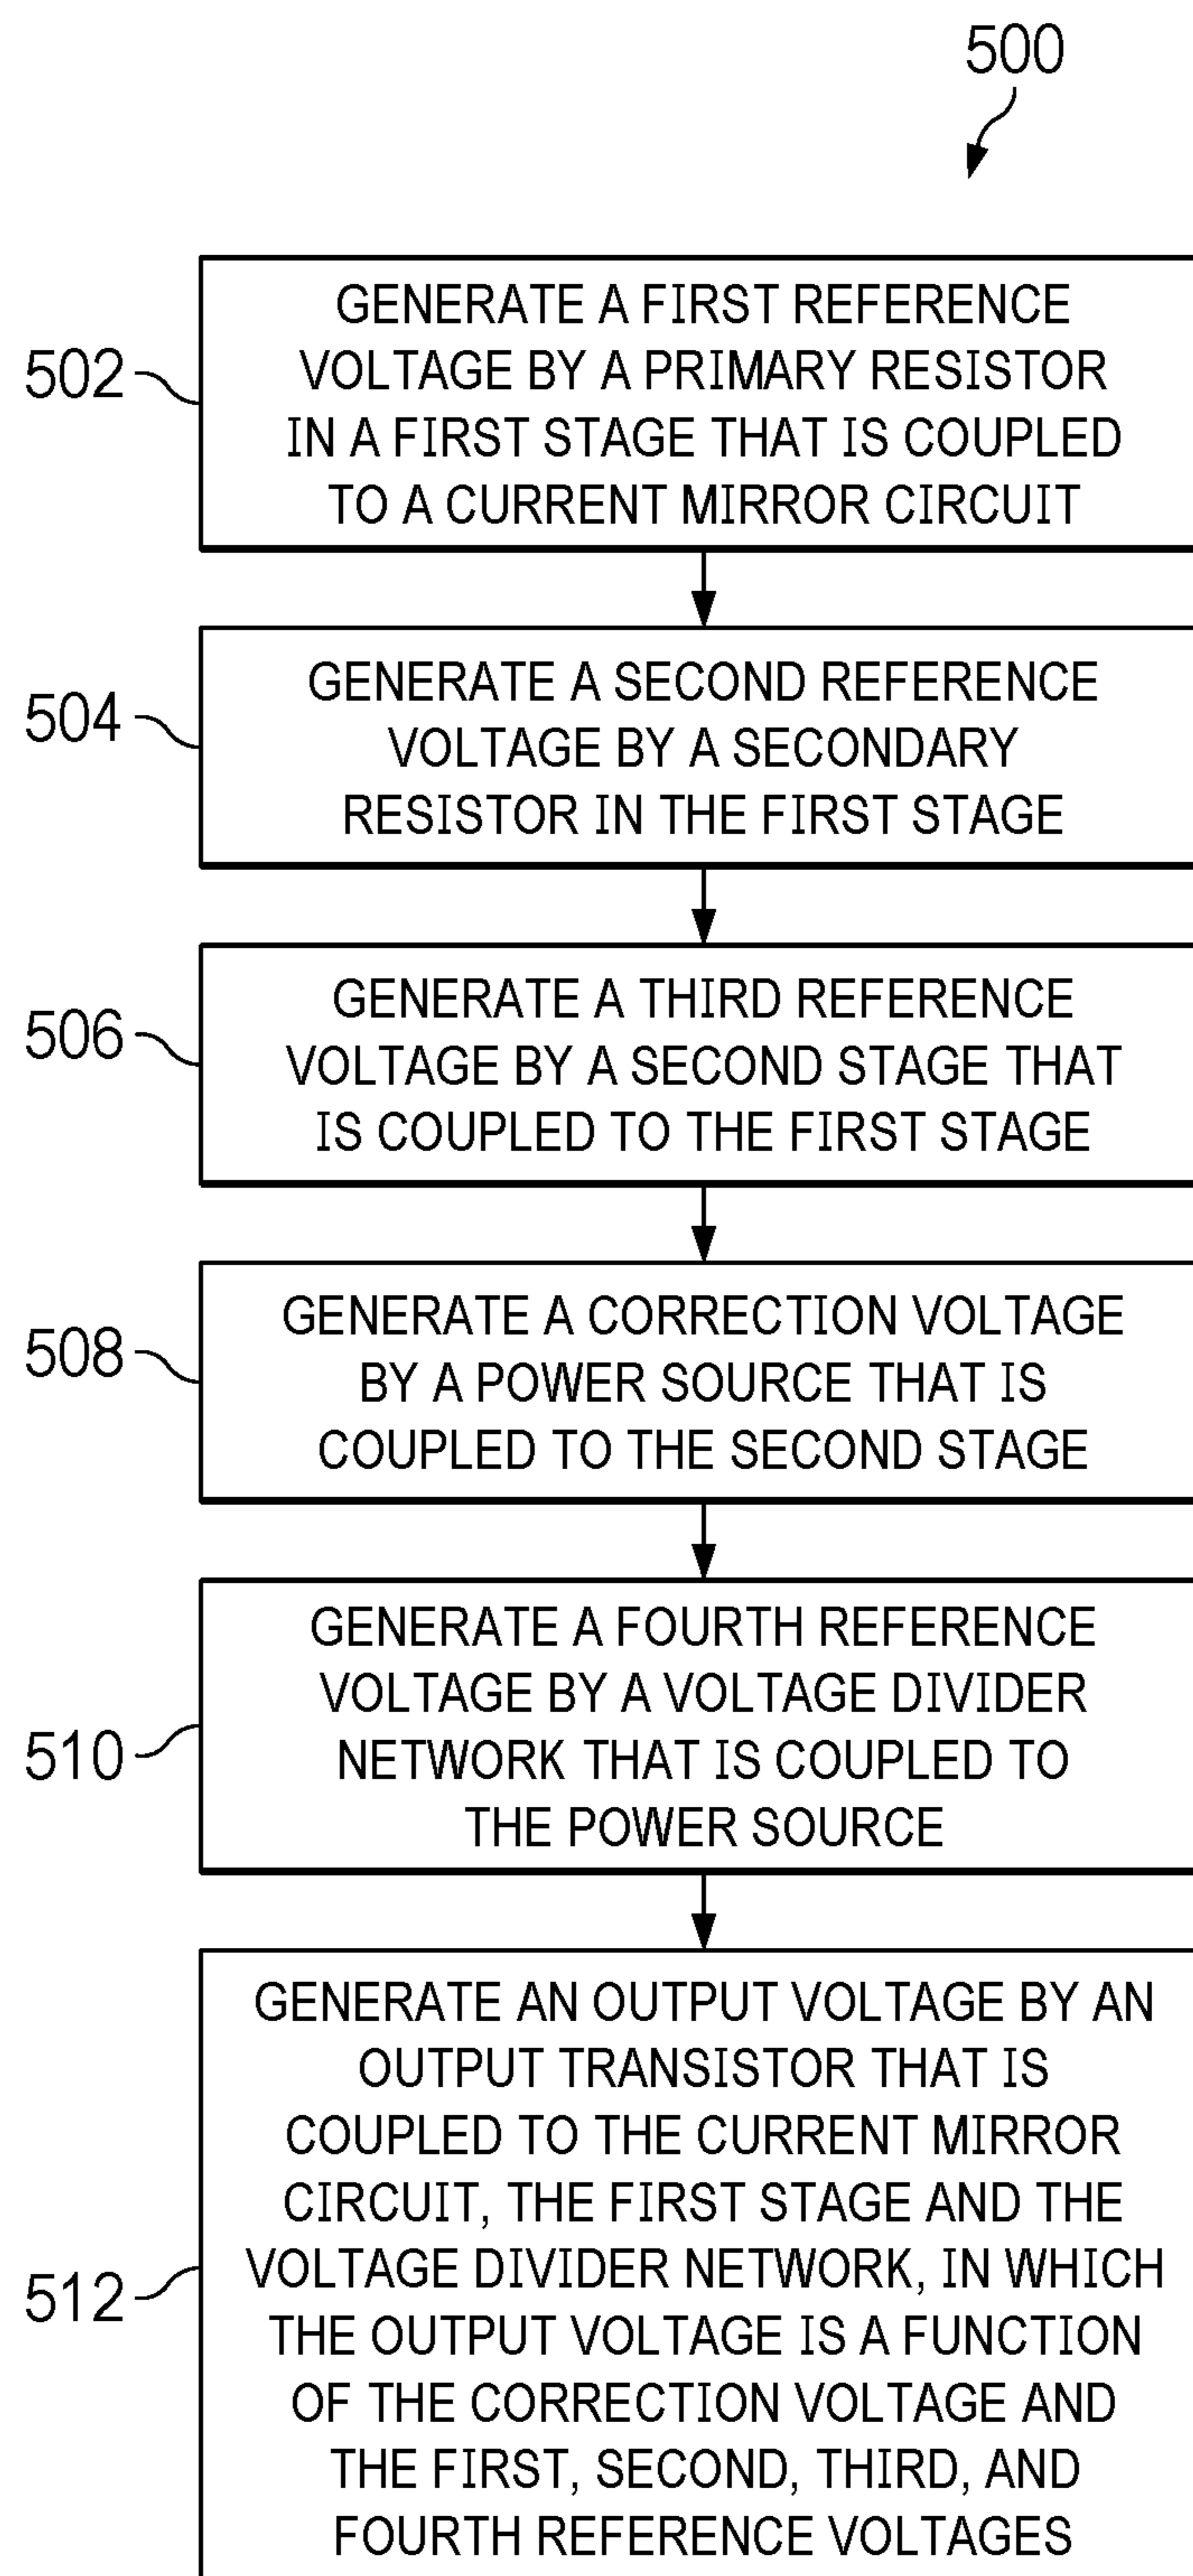 500
502
GENERATE A FIRST REFERENCE
VOLTAGE BY A PRIMARY RESISTOR
IN A FIRST STAGE THAT IS COUPLED
TO A CURRENT MIRROR CIRCUIT
504
GENERATE A SECOND REFERENCE
VOLTAGE BY A SECONDARY
RESISTOR IN THE FIRST STAGE
506
GENERATE A THIRD REFERENCE
VOLTAGE BY A SECOND STAGE THAT
IS COUPLED TO THE FIRST STAGE
508
GENERATE A CORRECTION VOLTAGE
BY A POWER SOURCE THAT IS
COUPLED TO THE SECOND STAGE
510
GENERATE A FOURTH REFERENCE
VOLTAGE BY A VOLTAGE DIVIDER
NETWORK THAT IS COUPLED TO
THE POWER SOURCE
512
GENERATE AN OUTPUT VOLTAGE BY AN
OUTPUT TRANSISTOR THAT IS
COUPLED TO THE CURRENT MIRROR
CIRCUIT, THE FIRST STAGE AND THE
VOLTAGE DIVIDER NETWORK, IN WHICH
THE OUTPUT VOLTAGE IS A FUNCTION
OF THE CORRECTION VOLTAGE AND
THE FIRST, SECOND, THIRD, AND
FOURTH REFERENCE VOLTAGES